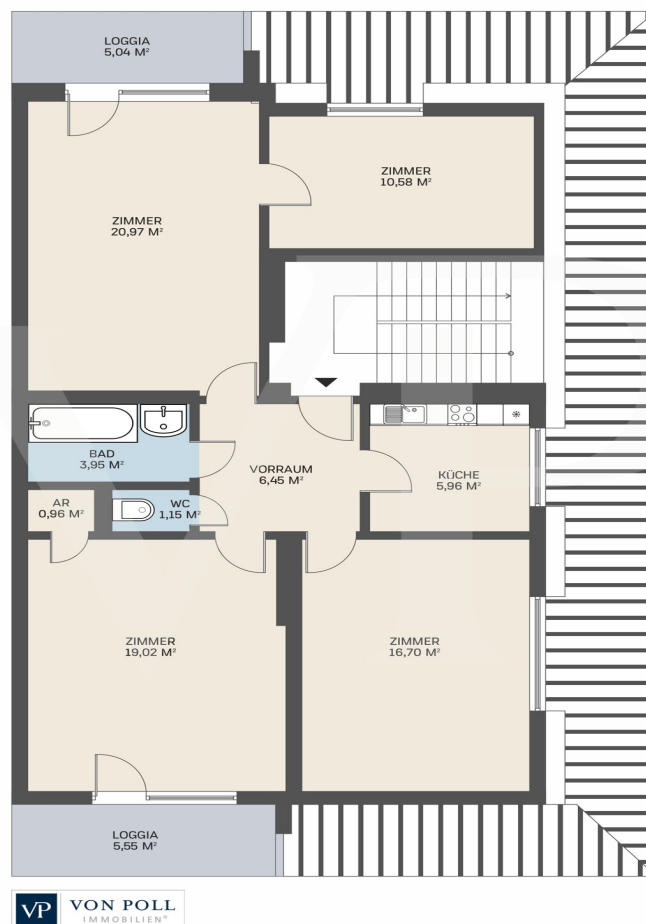 LOGGIA
5,04 M²
ZIMMER
10,58 M²
ZIMMER
20,97 M²
BAD
3,95 M²
VORRAUM
6,45 M²
KÜCHE
5,96 M²
AR
0,96 M²
WC
1,15 M²
ZIMMER
19,02 M²
ZIMMER
16,70 M²
LOGGIA
5,55 M²
VP
VON POLL
IMMOBILIEN®